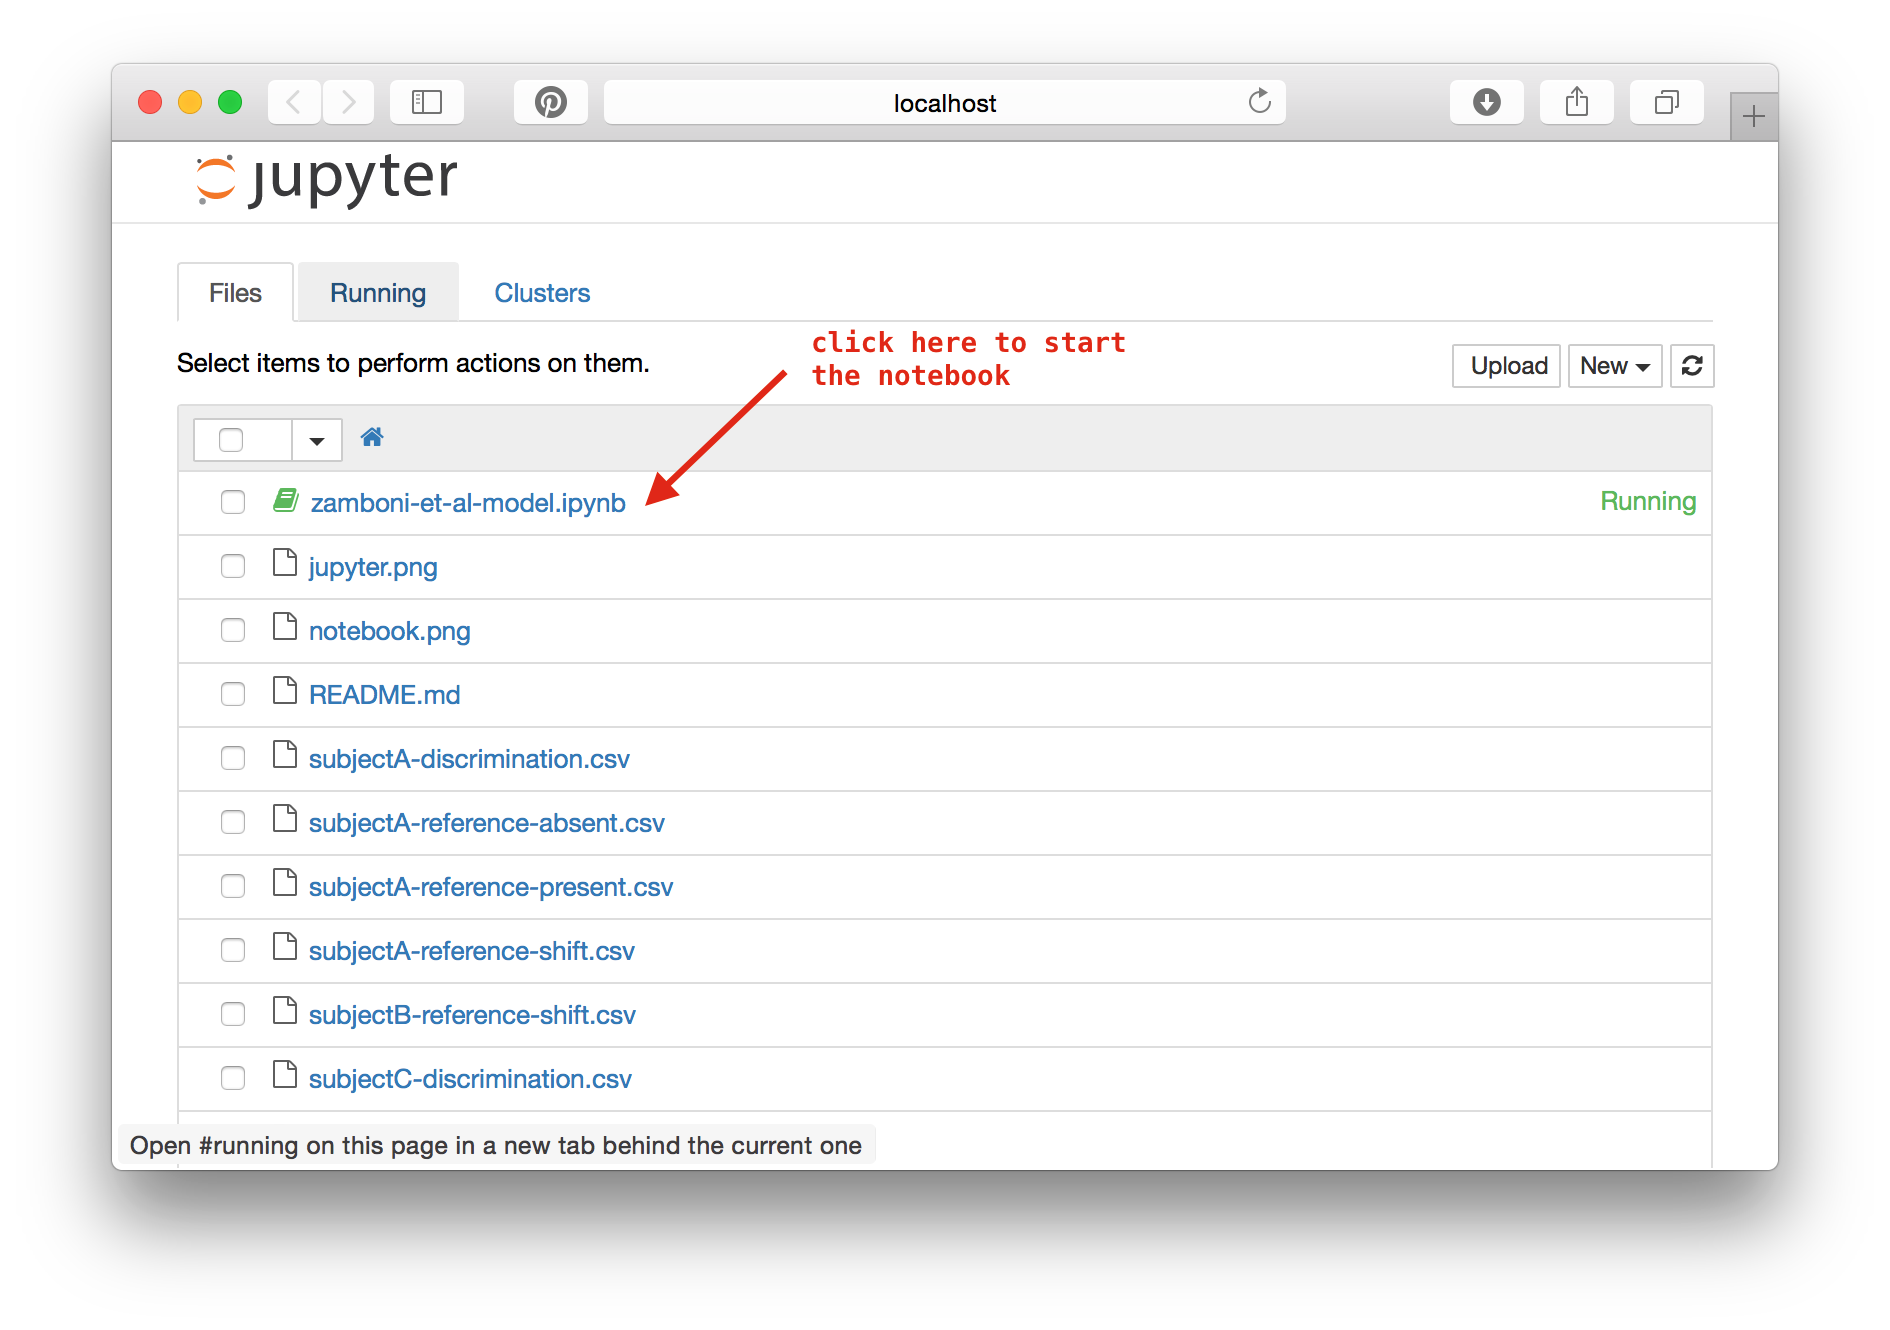 localhost
jupyter
Files
Running
Clusters
click here to start
the notebook
Select items to perform actions on them.
Upload
New
zamboni-et-al-model.ipynb
Running
jupyter.png
notebook.png
README.md
subjectA-discrimination.csv
subjectA-reference-absent.csv
subjectA-reference-present.csv
subjectA-reference-shift.csv
subjectB-reference-shift.csv
subjectC-discrimination.csv
Open #running on this page in a new tab behind the current one